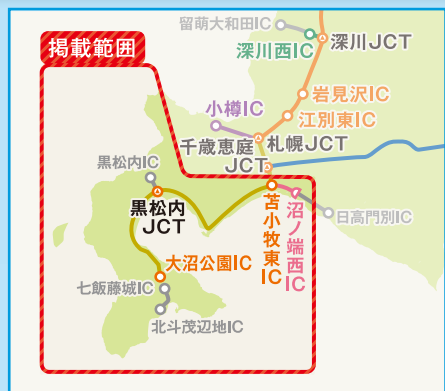 留萌大和田IC
掲載範囲
深川西IC
深川JCT
岩見沢IC
小樽IC
江別東IC
札幌JCT
千歳恵庭
JCT
黒松内IC
黒松内
JCT
苫小牧東IC
沼ノ端西IC
日高門別IC
大沼公園IC
七飯藤城IC
北斗茂辺地IC